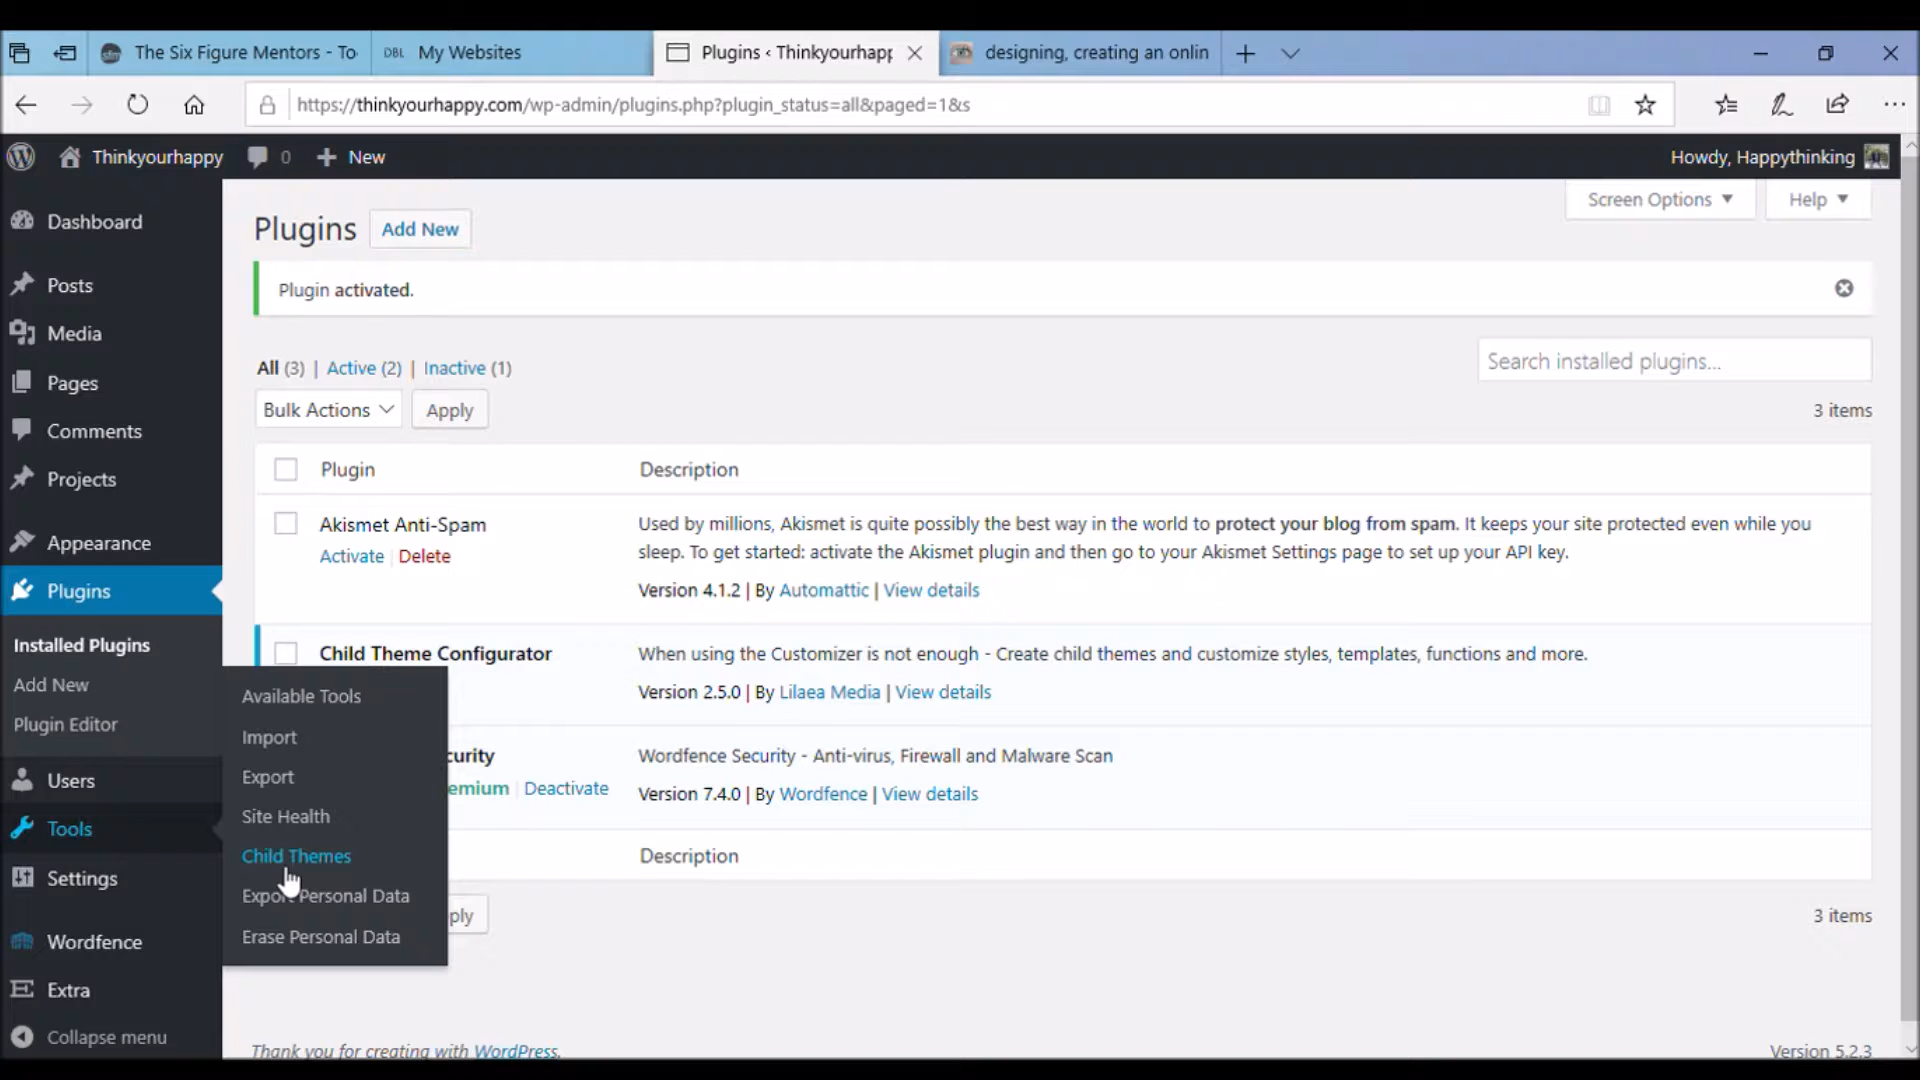 The Six Figure Mentors - To
DBL My Websites
Plugins ‹ Thinkyourhapp
designing, creating an onlin
https://thinkyourhappy.com/wp-admin/plugins.php?plugin_status=all&paged=1&s
Thinkyourhappy 0 New
Howdy, Happythinking
Screen Options
Help
Dashboard
Posts
Media
Pages
Comments
Projects
Appearance
Plugins
Installed Plugins
Add New
Plugin Editor
Users
Tools
Settings
Wordfence
Extra
Collapse menu
Available Tools
Import
Export
Site Health
Child Themes
Export Personal Data
Erase Personal Data
Plugins Add New
Plugin activated.
All (3) | Active (2) | Inactive (1)
Search installed plugins...
Bulk Actions Apply
3 items
Plugin Description
Akismet Anti-Spam
Activate | Delete
Used by millions, Akismet is quite possibly the best way in the world to protect your blog from spam. It keeps your site protected even while you
sleep. To get started: activate the Akismet plugin and then go to your Akismet Settings page to set up your API key.
Version 4.1.2 | By Automattic | View details
Child Theme Configurator
When using the Customizer is not enough - Create child themes and customize styles, templates, functions and more.
Version 2.5.0 | By Lilaea Media | View details
curity
emium | Deactivate
Wordfence Security - Anti-virus, Firewall and Malware Scan
Version 7.4.0 | By Wordfence | View details
Description
ply
3 items
Thank you for creating with WordPress.
Version 5.2.3